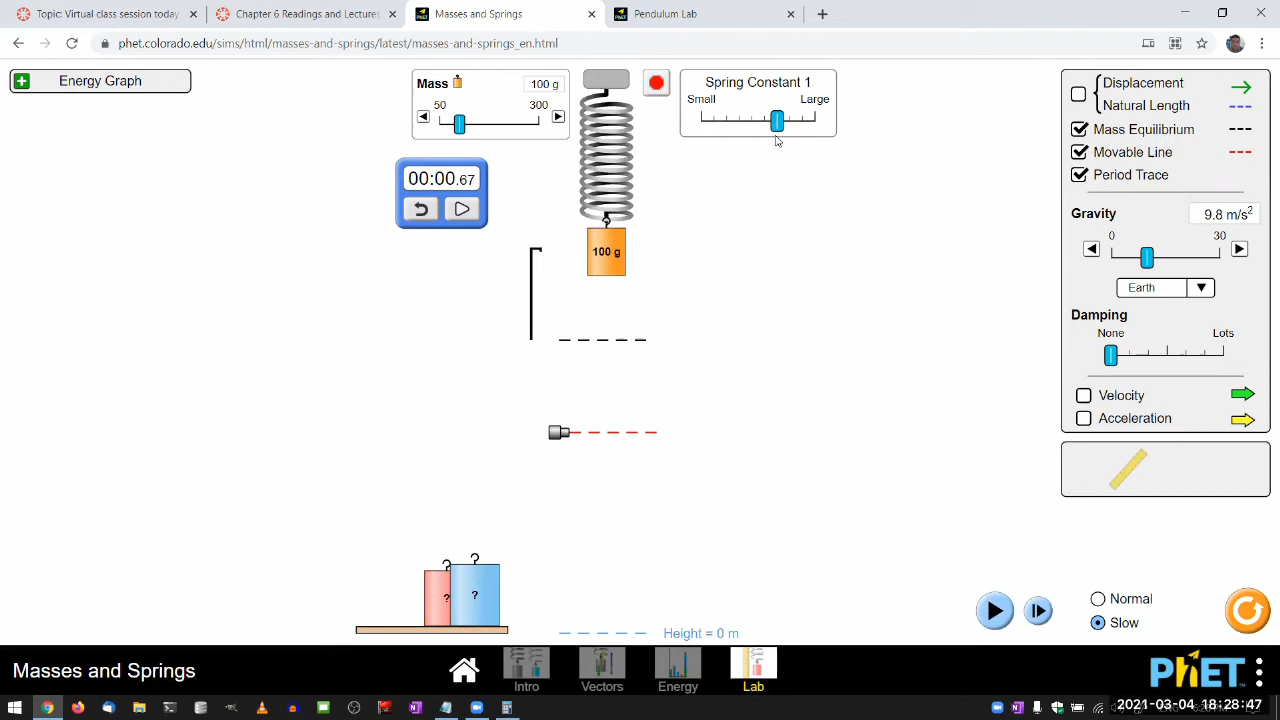 Topic: Virtual class session today
Chapter 5 Readings and Lectures:
Masses and Springs
Pendulum Lab
phet.colorado.edu/sims/html/masses-and-springs/latest/masses-and-springs_en.html
Energy Graph
Mass
100 g
50
300
Spring Constant 1
Small
Large
00:00.67
100 g
Displacement
Natural Length
Mass Equilibrium
Movable Line
Period Trace
Gravity
9.8 m/s²
0
30
Earth
Damping
None
Lots
Velocity
Acceleration
?
?
Normal
Slow
Height = 0 m
Masses and Springs
Intro
Vectors
Energy
Lab
PhET
2021-03-04 18:28:47